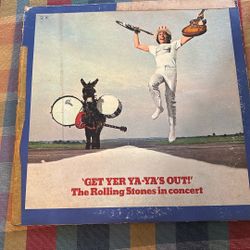 'GET YER YA-YA'S OUT!'
The Rolling Stones in concert